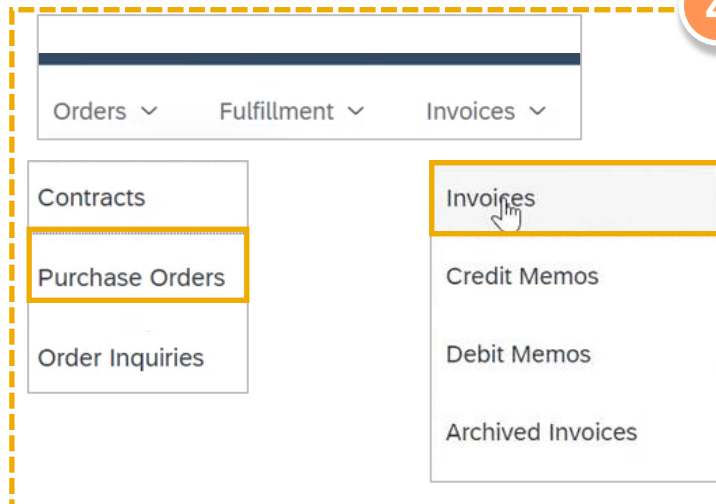 Orders Fulfillment Invoices
Contracts
Purchase Orders
Order Inquiries
Invoices
Credit Memos
Debit Memos
Archived Invoices